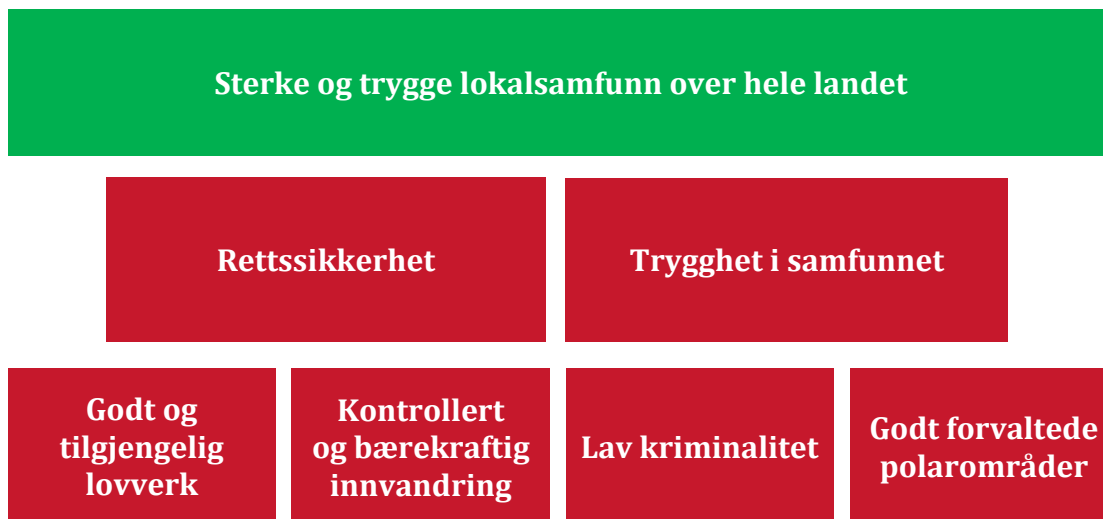 Sterke og trygge lokalsamfunn over hele landet
Rettssikkerhet
Trygghet i samfunnet
Godt og
tilgjengelig
lovverk
Kontrollert
og bærekraftig
innvandring
Lav kriminalitet
Godt forvaltede
polarområder